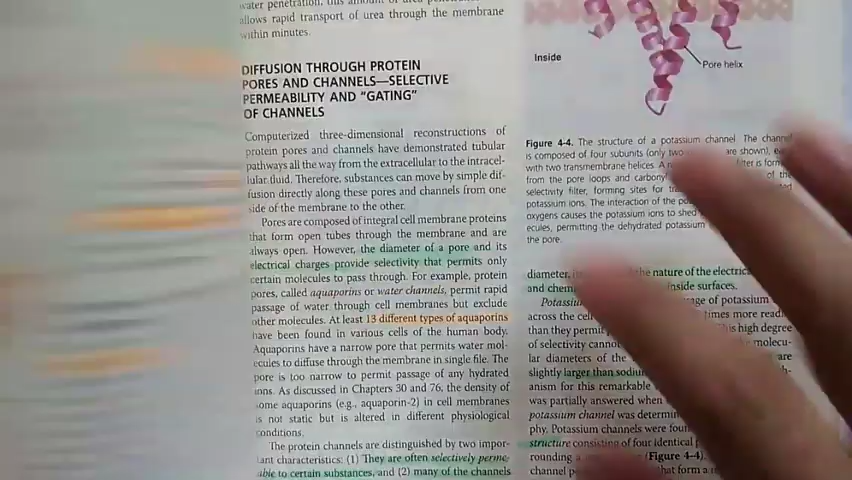 water penetration, this amount of urea
allows rapid transport of urea through the membrane
within minutes.
DIFFUSION THROUGH PROTEIN
PORES AND CHANNELS—SELECTIVE
PERMEABILITY AND "GATING"
OF CHANNELS
Computerized three-dimensional reconstructions of
protein pores and channels have demonstrated tubular
pathways all the way from the extracellular to the intracel-
lular fluid. Therefore, substances can move by simple dif-
fusion directly along these pores and channels from one
side of the membrane to the other.
Pores are composed of integral cell membrane proteins
that form open tubes through the membrane and are
always open. However, the diameter of a pore and its
electrical charges provide selectivity that permits only
certain molecules to pass through. For example, protein
pores, called aquaporins or water channels, permit rapid
passage of water through cell membranes but exclude
other molecules. At least 13 different types of aquaporins
have been found in various cells of the human body.
Aquaporins have a narrow pore that permits water mol-
ecules to diffuse through the membrane in single file. The
pore is too narrow to permit passage of any hydrated
ions. As discussed in Chapters 30 and 76, the density of
some aquaporins (e.g., aquaporin-2) in cell membranes
is not static but is altered in different physiological
conditions.
The protein channels are distinguished by two impor-
tant characteristics: (1) They are often selectively perme-
able to certain substances, and (2) many of the channels
Inside
Pore helix
Figure 4-4. The structure of a potassium channel. The channel
is composed of four subunits (only two are shown),
with two transmembrane helices. A filter is
from the pore loops and carbonyl of the
selectivity filter, forming sites for
potassium ions. The interaction of the
oxygens causes the potassium ions to shed
ecules, permitting the dehydrated potassium
the pore.
diameter, the nature of the
and inside surfaces.
of potassium
across the times more
than they permit This high degree
of selectivity
lar diameters of the are
slightly larger than
anism for this remarkable
was partially answered when
potassium channel was
phy. Potassium channels were
structure consisting of four identical
rounding a (Figure 4-4).
channel that form a